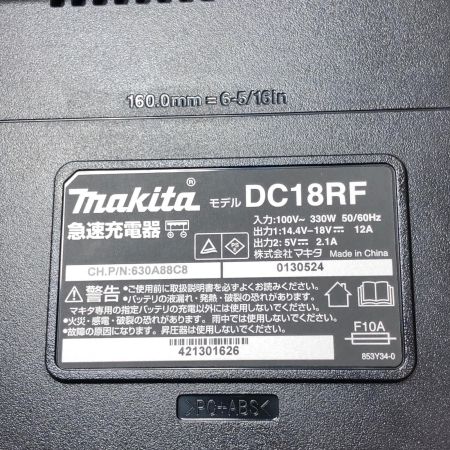 160.0mm=6-5/16in
makita® モデル DC18RF
急速充電器
入力:100V~ 330W 50/60Hz
出力1:14.4V-18V⎓ 12A
出力2: 5V⎓ 2.1A
株式会社 マキタ Made in China
CH.P/N:630A88C8
0130524
警告
●ご使用前に取扱説明書を必ずよくお読みください。
●バッテリの液漏れ・発熱・破裂の恐れがありますので、
マキタ専用の指定バッテリの充電以外には使用しないでください。
●火災・感電・破裂の恐れがあります。雨中では使用しないでください。
●故障の原因になります。昇圧器は使用しないでください。
F10A
421301626
853Y34-0
>PC+ABS<